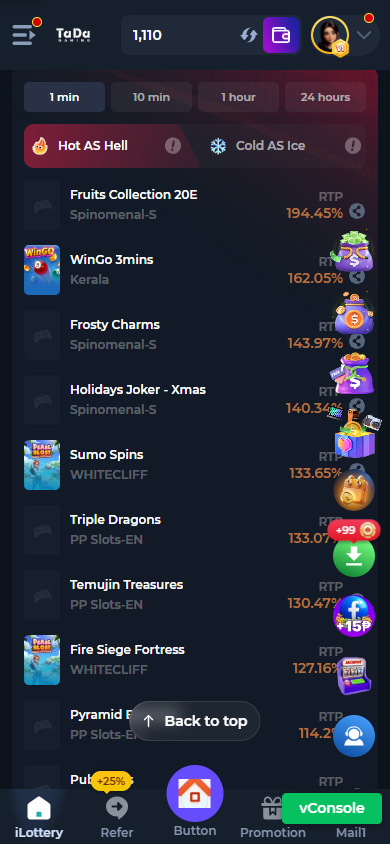 TaDa
GAMING
1,110
VI
1 min
10 min
1 hour
24 hours
Hot AS Hell
Cold AS Ice
Fruits Collection 20E
RTP
Spinomenal-S
194.45%
WinGo
WinGo 3mins
Kerala
162.05%
Frosty Charms
RTP
Spinomenal-S
143.97%
Holidays Joker - Xmas
Spinomenal-S
140.34%
Sumo Spins
RTP
WHITECLIFF
133.65%
Triple Dragons
+99
PP Slots-EN
133.07%
Temujin Treasures
RTP
PP Slots-EN
130.47%
+15₱
Fire Siege Fortress
RTP
WHITECLIFF
127.16%
Pyramid
RTP
PP Slots-EN
114.2
Back to top
RTP
+25%
iLottery
Refer
Button
Promotion
Mail1
vConsole